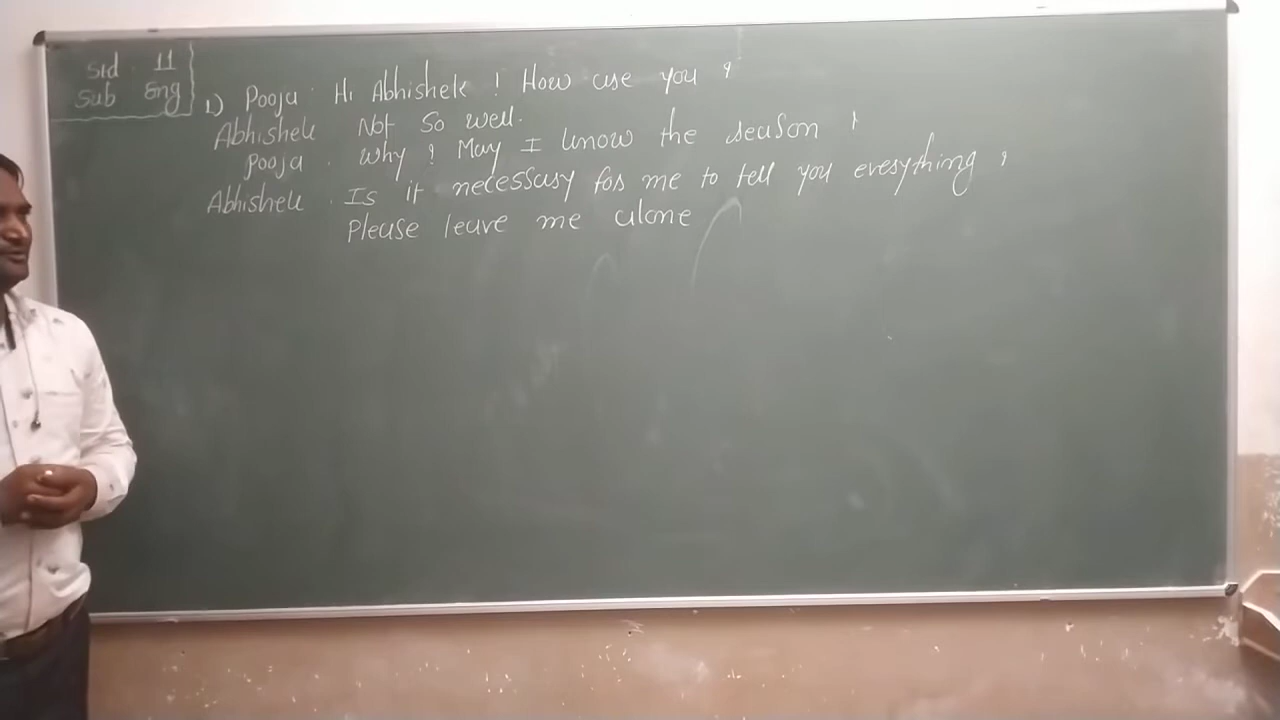 Std 11
Sub Eng
1) Pooja : Hi Abhishek ! How are you ?
Abhishek Not so well.
Pooja . Why ? May I know the reason ?
Abhishek . Is it necessary for me to tell you everything ?
Please leave me alone